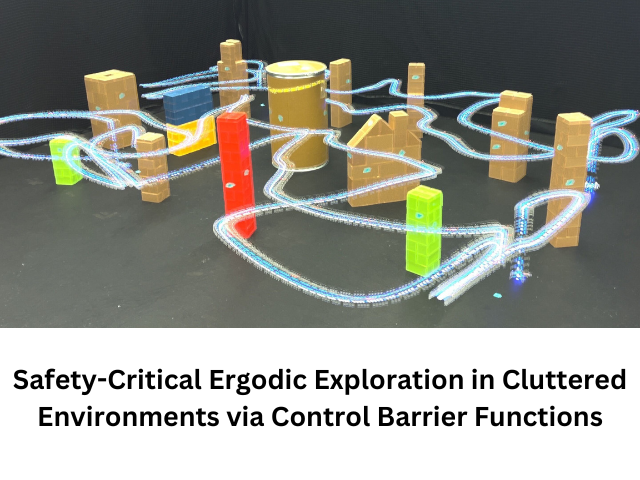 Safety-Critical Ergodic Exploration in Cluttered
Environments via Control Barrier Functions